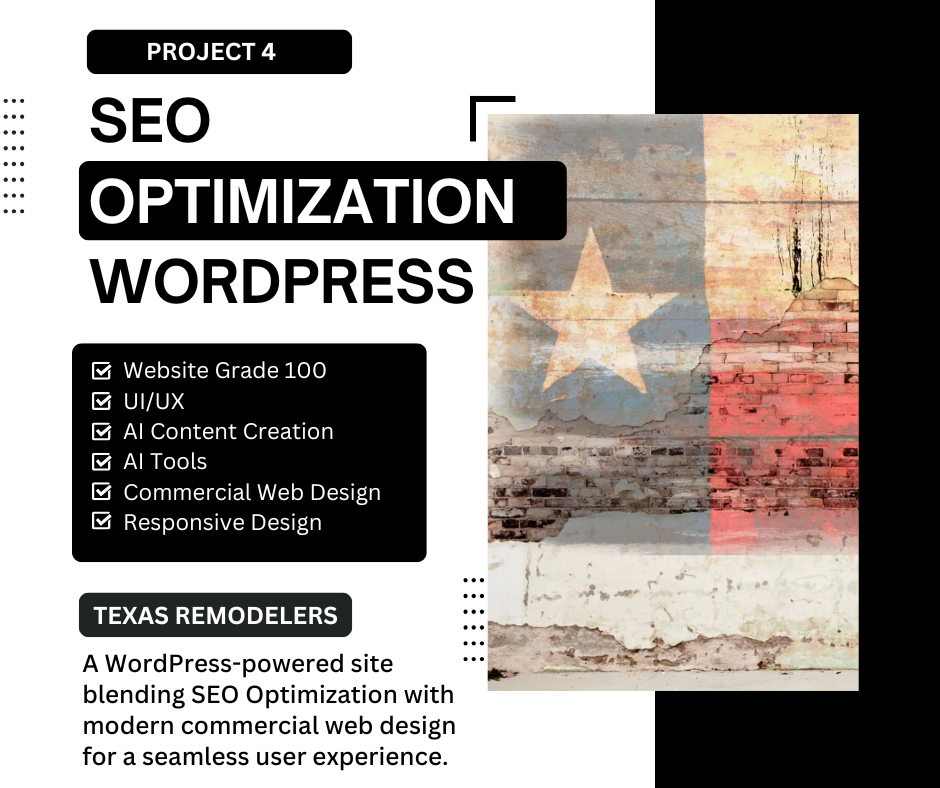 PROJECT 4
SEO
OPTIMIZATION
WORDPRESS
Website Grade 100
UI/UX
AI Content Creation
AI Tools
Commercial Web Design
Responsive Design
TEXAS REMODELERS
A WordPress-powered site
blending SEO Optimization with
modern commercial web design
for a seamless user experience.